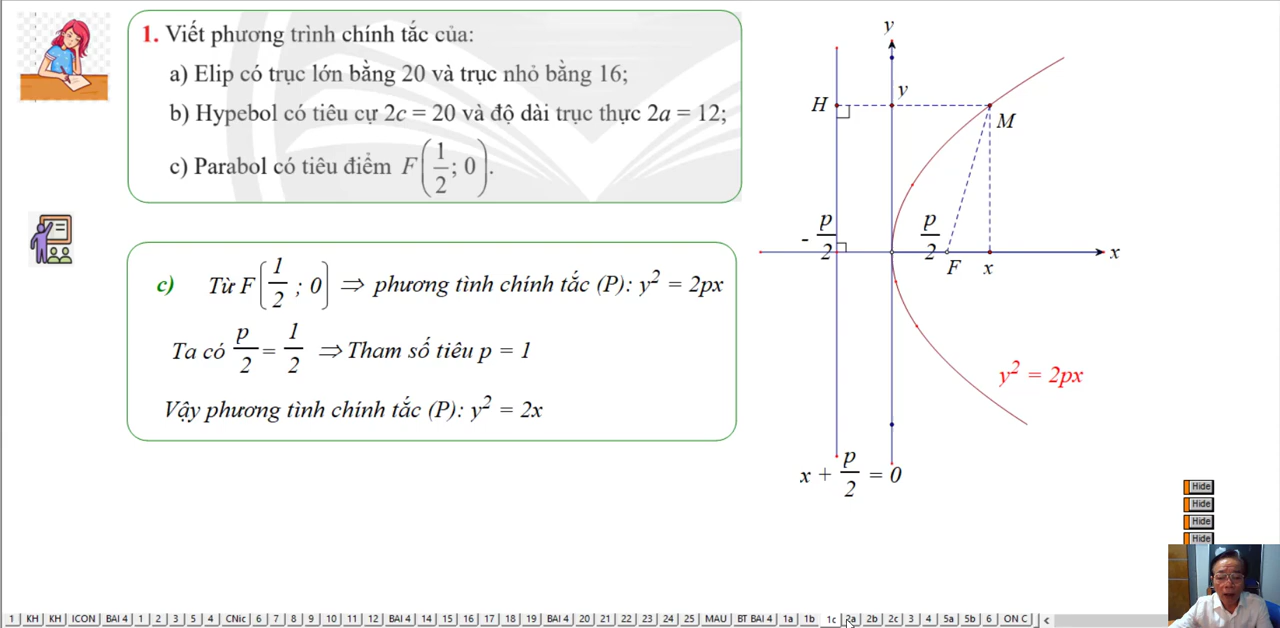 1. Viết phương trình chính tắc của:
a) Elip có trục lớn bằng 20 và trục nhỏ bằng 16;
b) Hypebol có tiêu cự 2c = 20 và độ dài trục thực 2a = 12;
c) Parabol có tiêu điểm F(1/2; 0).
c) Từ F(1/2 ; 0) ⇒ phương tình chính tắc (P): y² = 2px
Ta có p/2 = 1/2 ⇒ Tham số tiêu p = 1
Vậy phương tình chính tắc (P): y² = 2x
y
H
y
M
- p/2
p/2
F
x
x
y² = 2px
x + p/2 = 0
Hide
Hide
Hide
Hide
1 KH KH ICON BAI 4 1 2 3 5 4 CNic 6 7 8 9 10 11 12 BAI 4 14 15 16 17 18 19 BAI 4 20 21 22 23 24 25 MAU BT BAI 4 1a 1b 1c 2a 2b 2c 3 4 5a 5b 6 ON C <